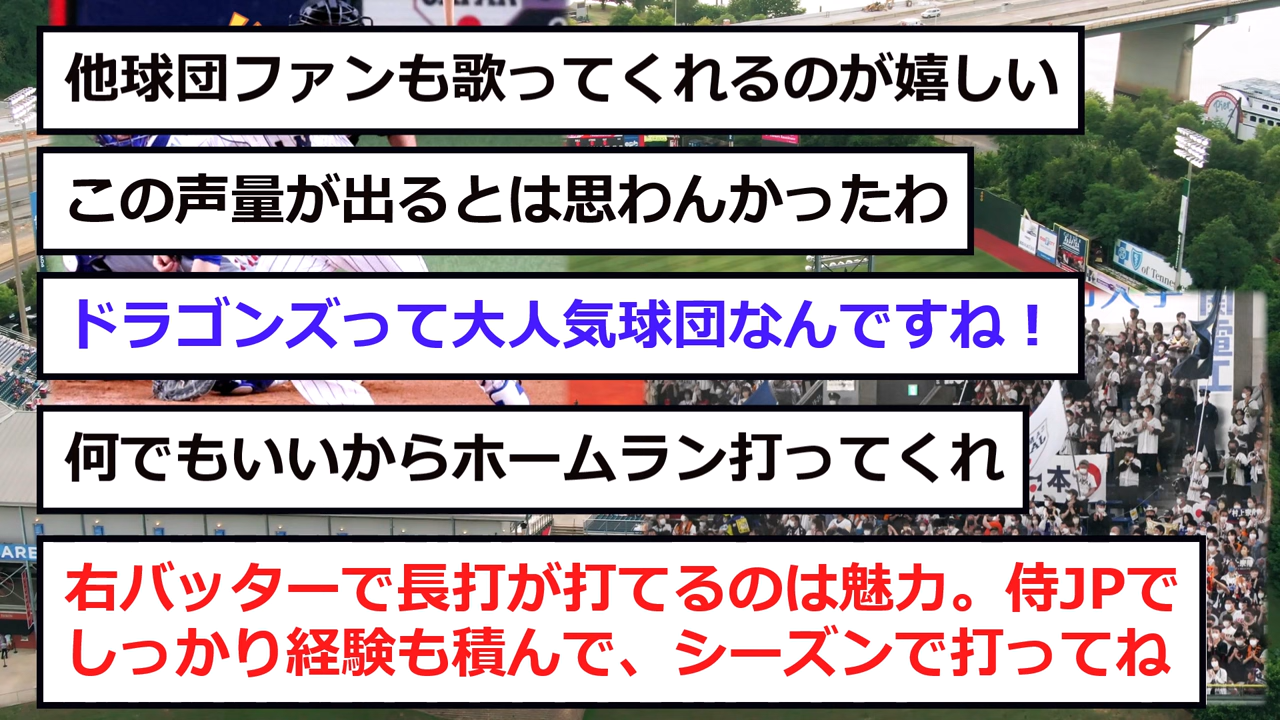 他球団ファンも歌ってくれるのが嬉しい
この声量が出るとは思わんかったわ
ドラゴンズって大人気球団なんですね！
何でもいいからホームラン打ってくれ
右バッターで長打が打てるのは魅力。侍JPで
しっかり経験も積んで、シーズンで打ってね
of Tenne
本
ARE